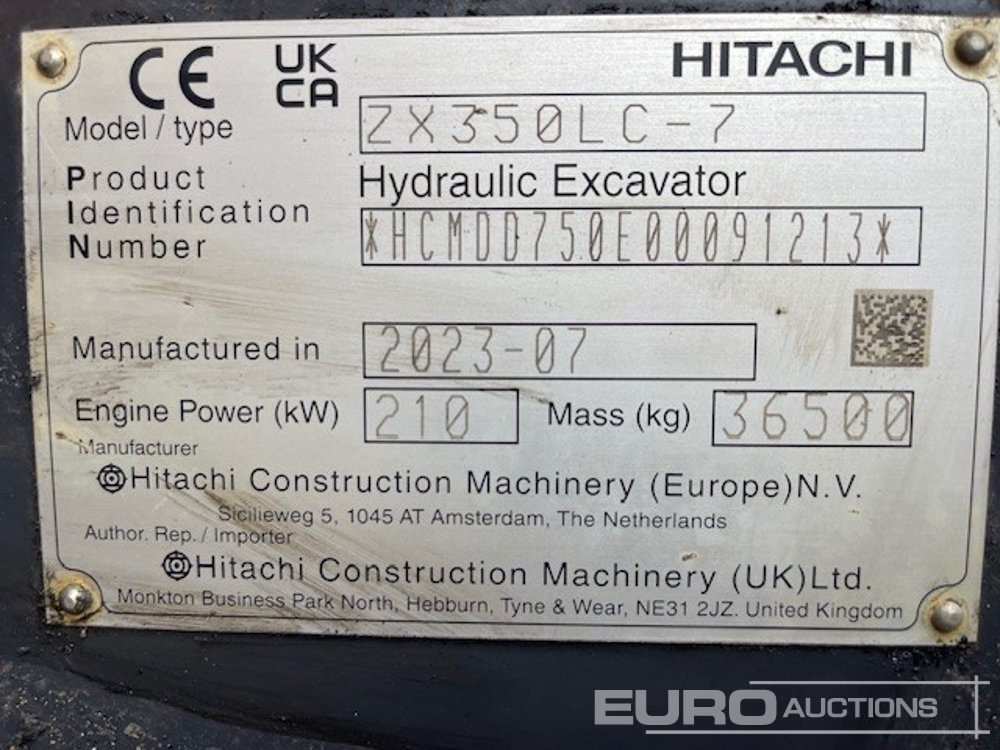 CE UK CA HITACHI
Model / type ZX350LC-7
Product Hydraulic Excavator
Identification
Number *HCMDD750E00091213*
Manufactured in 2023-07
Engine Power (kW) 210 Mass (kg) 36500
Manufacturer
Hitachi Construction Machinery (Europe) N.V.
Sicilieweg 5, 1045 AT Amsterdam, The Netherlands
Author. Rep. / Importer
Hitachi Construction Machinery (UK) Ltd.
Monkton Business Park North, Hebburn, Tyne & Wear, NE31 2JZ. United Kingdom
EURO AUCTIONS